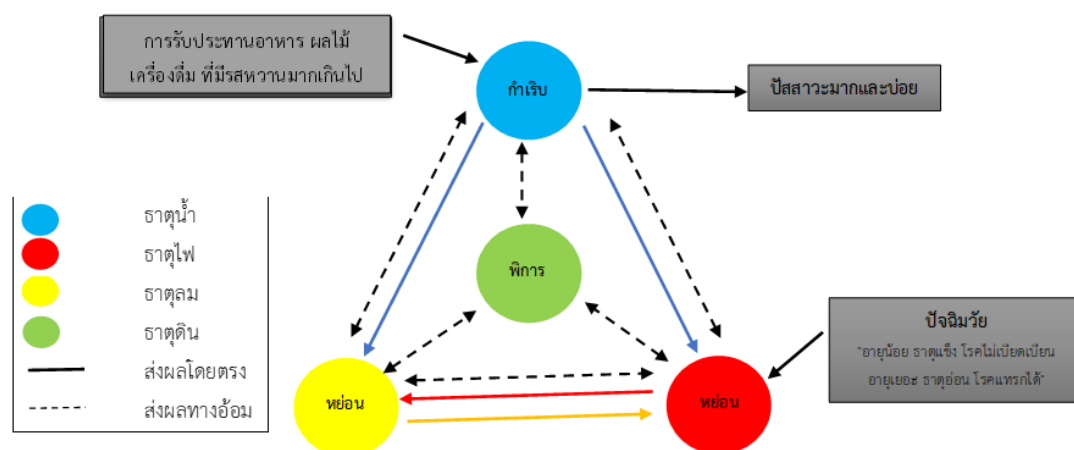 การรับประทานอาหาร ผลไม้
เครื่องดื่ม ที่มีรสหวานมากเกินไป
กำเริบ
ปัสสาวะมากและบ่อย
ธาตุน้ำ
ธาตุไฟ
ธาตุลม
ธาตุดิน
ส่งผลโดยตรง
ส่งผลทางอ้อม
พิการ
ปัจฉิมวัย
"อายุน้อย ธาตุแข็ง โรคไม่เบียดเบียน
อายุเยอะ ธาตุอ่อน โรคแทรกได้"
หย่อน
หย่อน